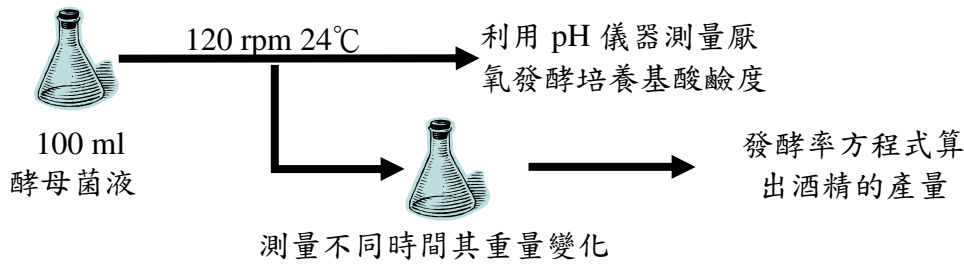 120 rpm 24℃
利用 pH 儀器測量厭
氧發酵培養基酸鹼度
100 ml
酵母菌液
發酵率方程式算
出酒精的產量
測量不同時間其重量變化